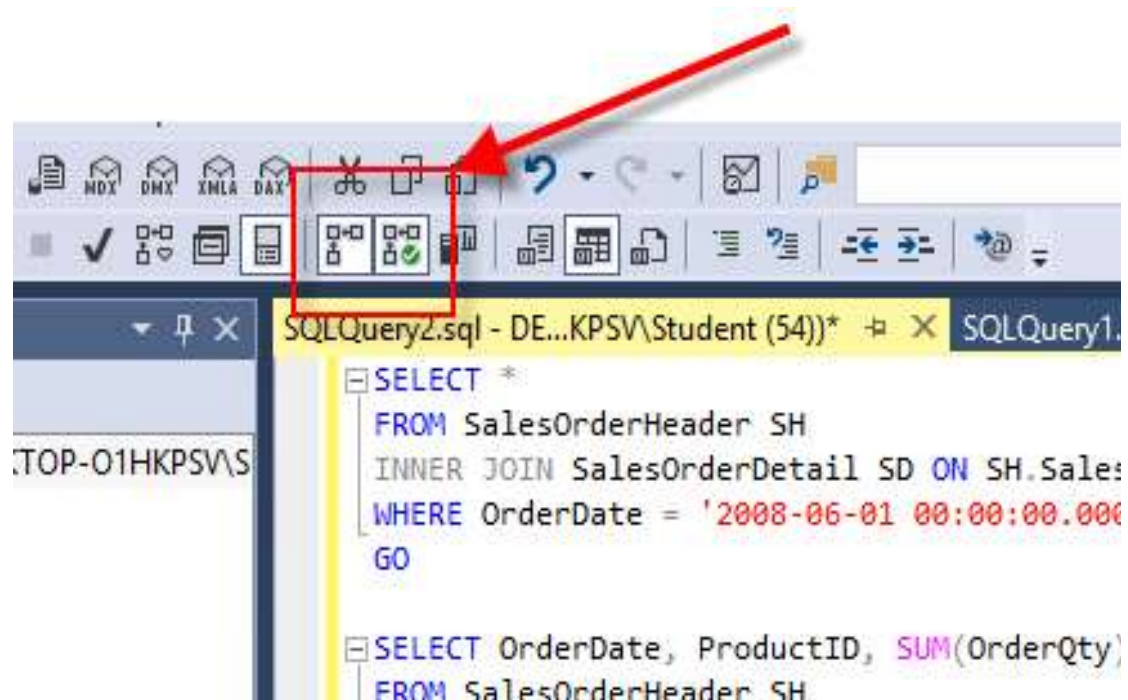 MDX DMX XMLA DAX
SQLQuery2.sql - DE...KPSV\Student (54))* SQLQuery1.
SELECT *
FROM SalesOrderHeader SH
TOP-O1HKPSV\S
INNER JOIN SalesOrderDetail SD ON SH.Sales
WHERE OrderDate = '2008-06-01 00:00:00.000
GO
SELECT OrderDate, ProductID, SUM(OrderQty)
FROM SalesOrderHeader SH